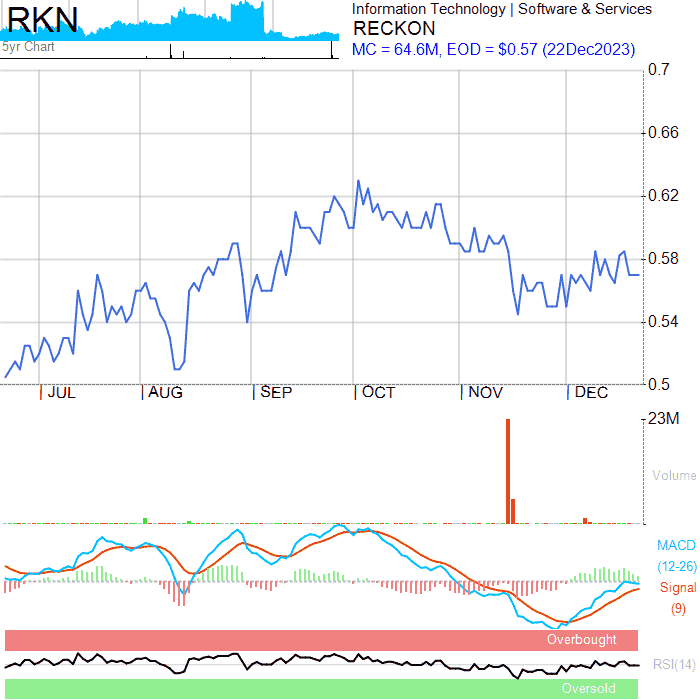 RKN
5yr Chart
Information Technology | Software & Services
RECKON
MC = 64.6M, EOD = $0.57 (22Dec2023)
0.7
0.66
0.62
0.58
0.54
0.5
JUL AUG SEP OCT NOV DEC
23M
Volume
MACD
(12-26)
Signal
(9)
Overbought
RSI(14)
Oversold